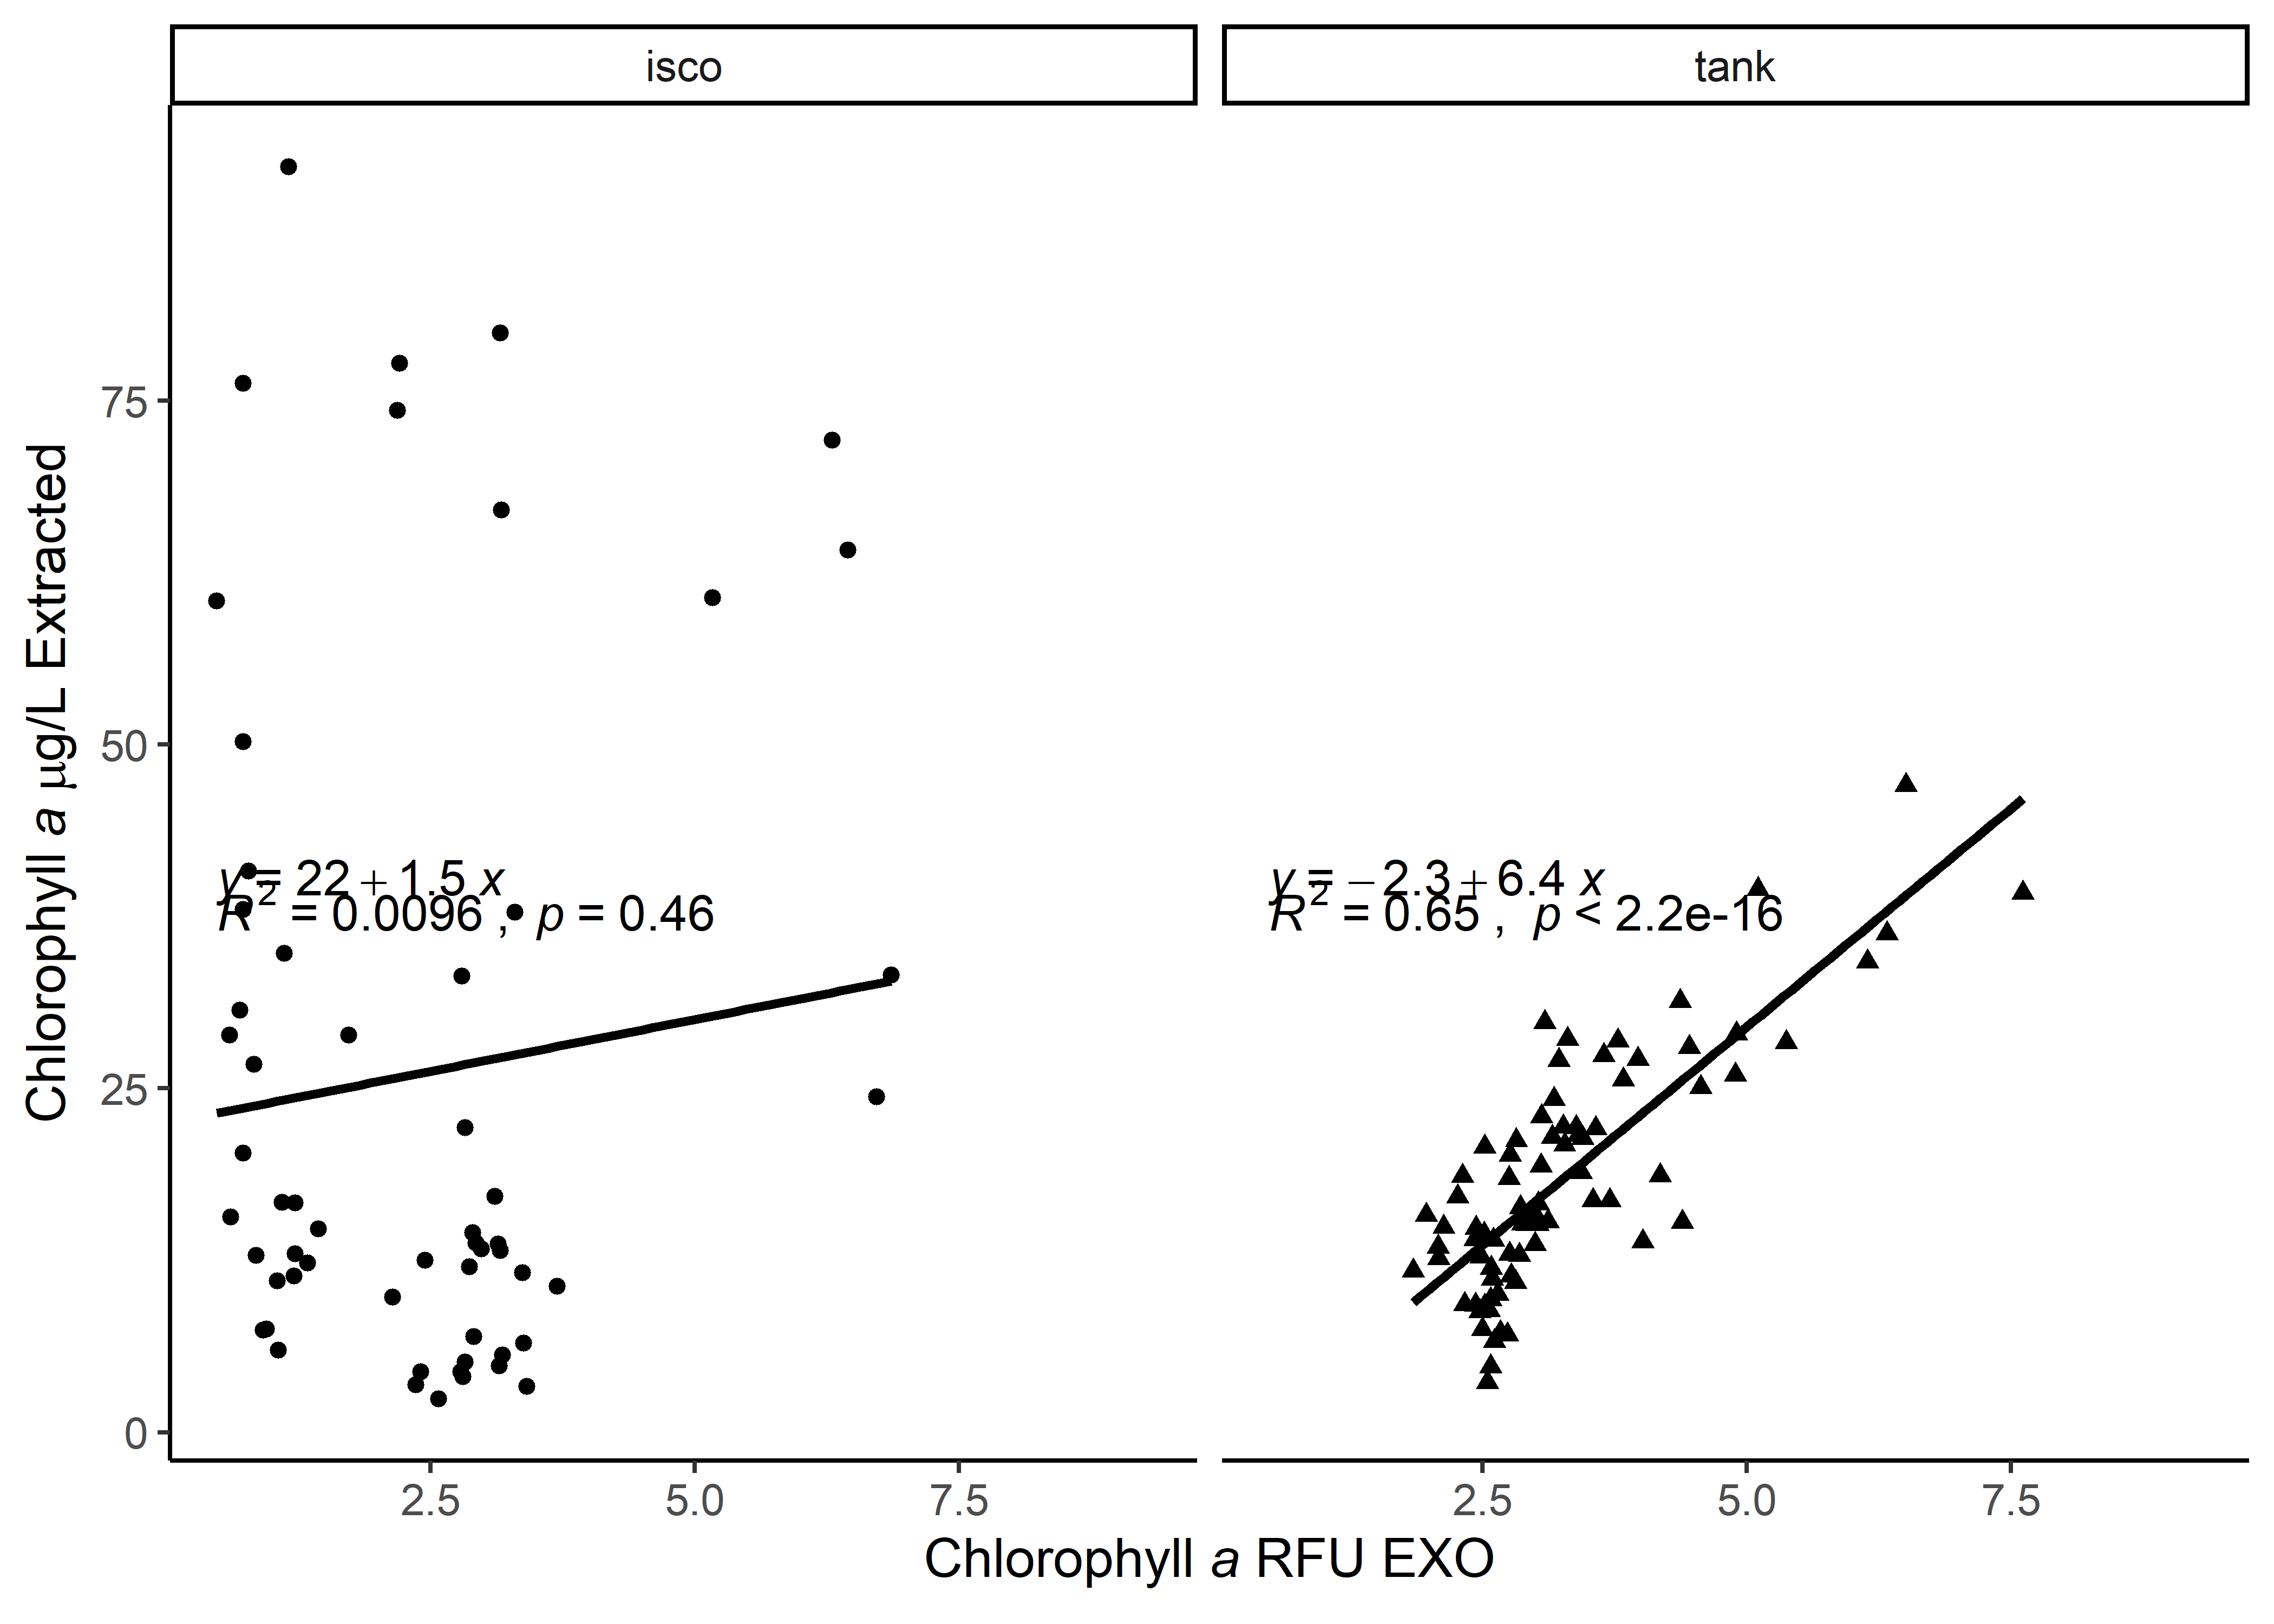 isco
tank
Chlorophyll a µg/L Extracted
75
50
25
0
y = 22 + 1.5 x
R² = 0.0096 , p = 0.46
y = −2.3 + 6.4 x
R² = 0.65 , p < 2.2e-16
2.5 5.0 7.5
2.5 5.0 7.5
Chlorophyll a RFU EXO